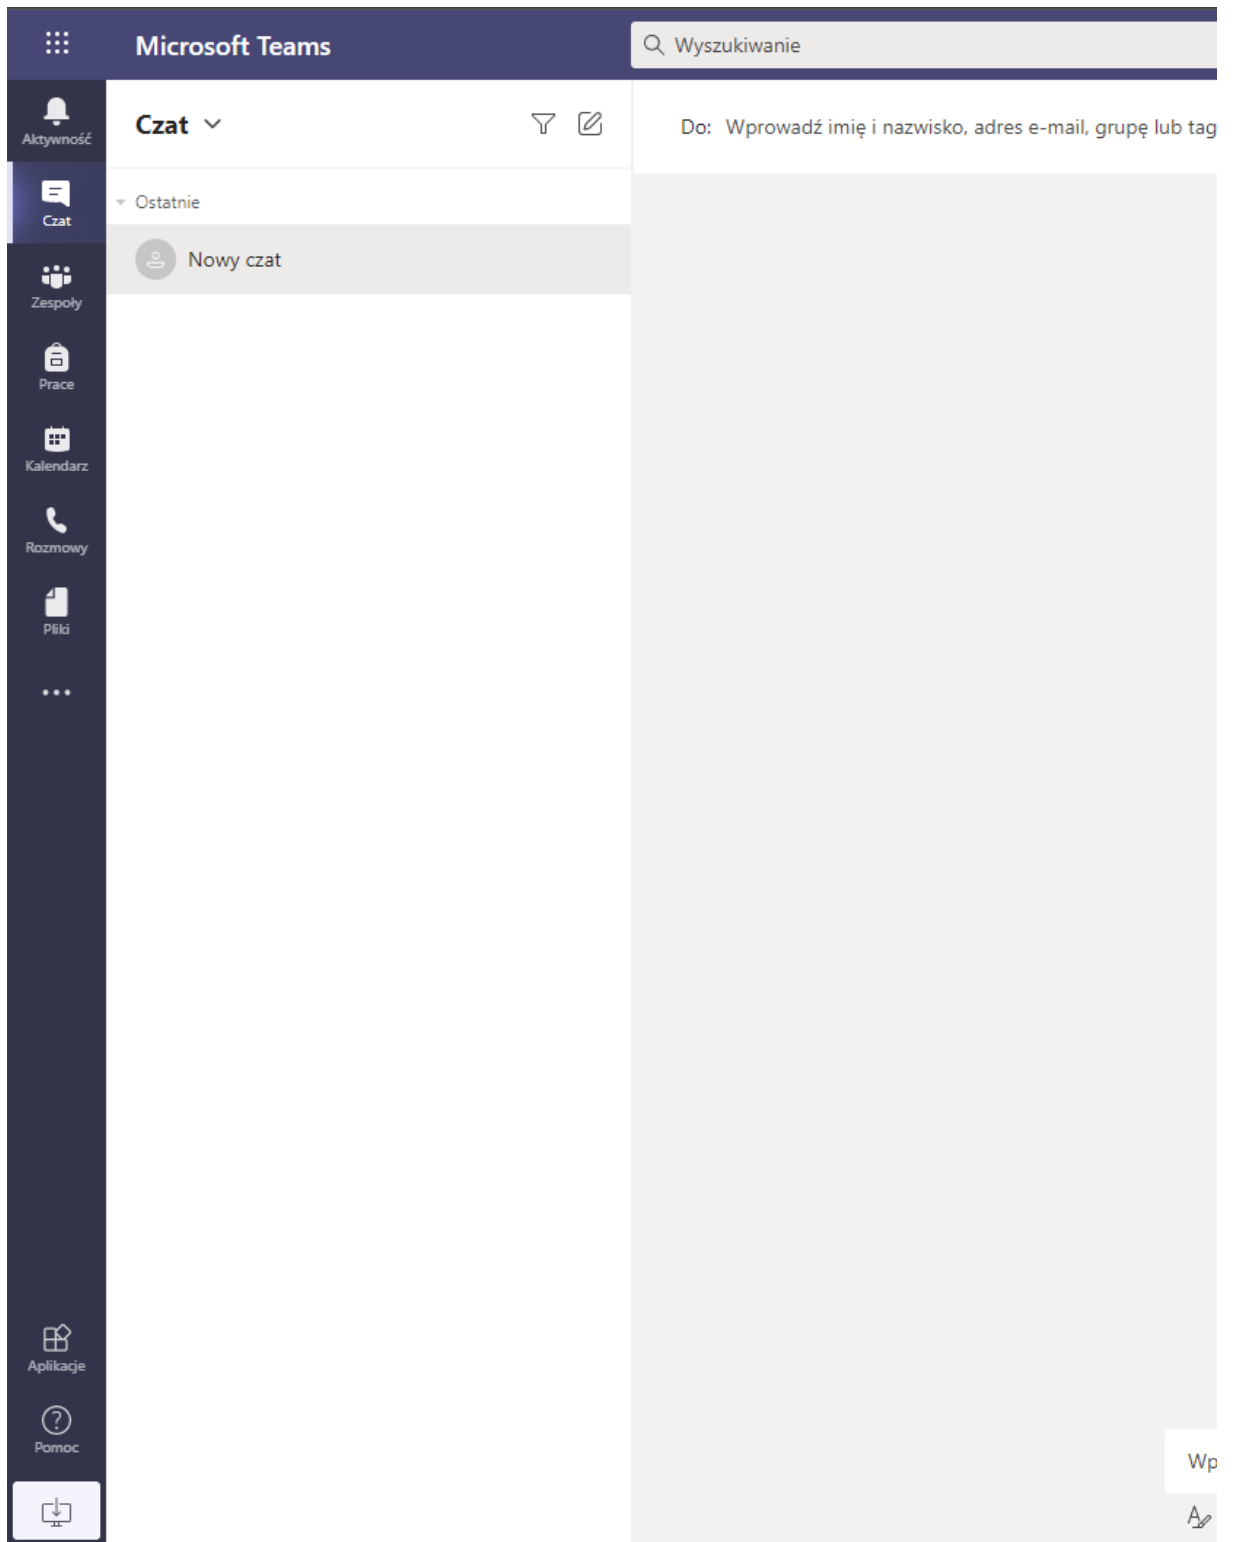 Microsoft Teams
Wyszukiwanie
Aktywność
Czat
Zespoły
Prace
Kalendarz
Rozmowy
Pliki
Aplikacje
Pomoc
Czat
Ostatnie
Nowy czat
Do: Wprowadź imię i nazwisko, adres e-mail, grupę lub tag
Wp